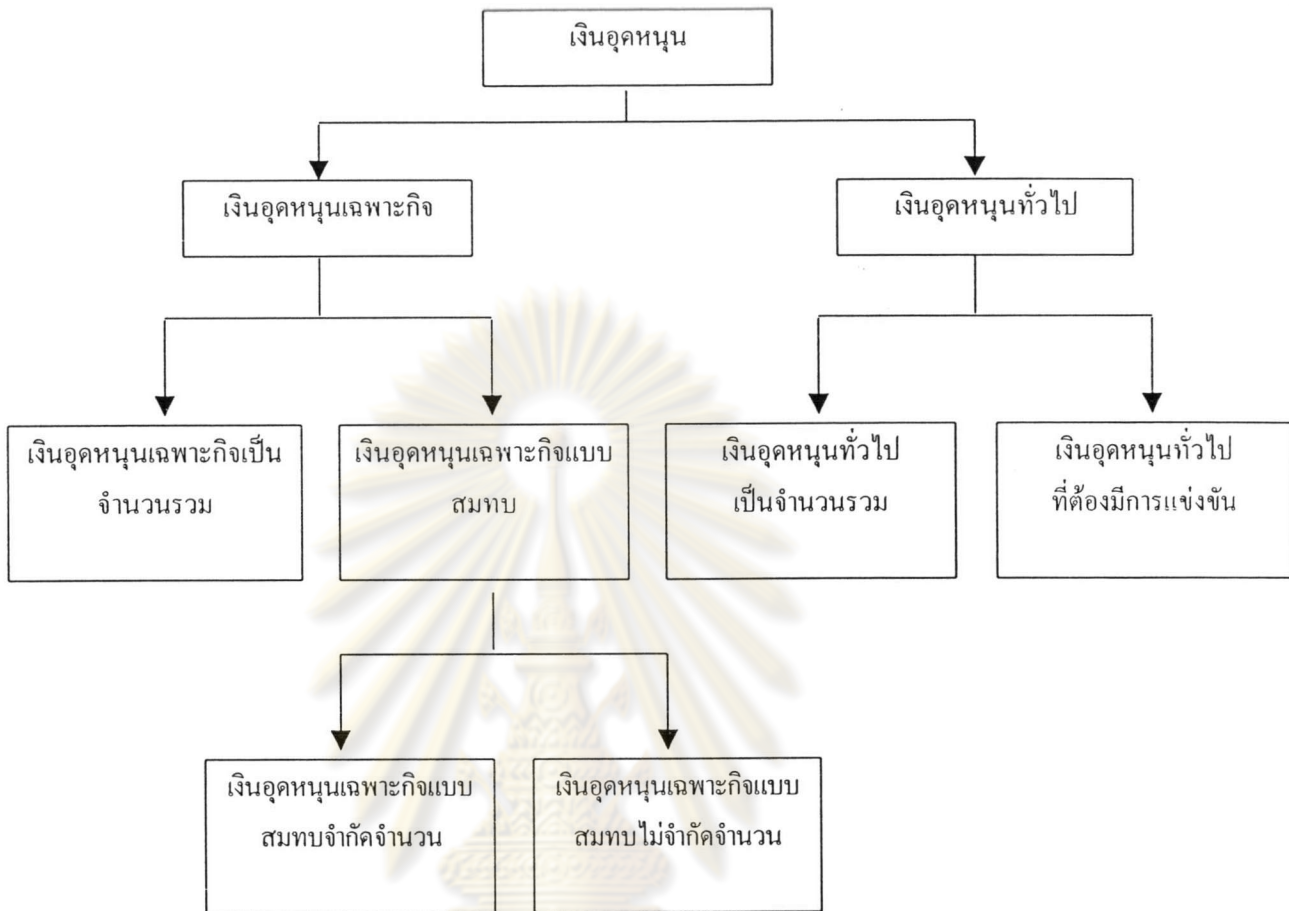 เงินอุดหนุน
เงินอุดหนุนเฉพาะกิจ
เงินอุดหนุนทั่วไป
เงินอุดหนุนเฉพาะกิจเป็น
จำนวนรวม
เงินอุดหนุนเฉพาะกิจแบบ
สมทบ
เงินอุดหนุนทั่วไป
เป็นจำนวนรวม
เงินอุดหนุนทั่วไป
ที่ต้องมีการแข่งขัน
เงินอุดหนุนเฉพาะกิจแบบ
สมทบจำกัดจำนวน
เงินอุดหนุนเฉพาะกิจแบบ
สมทบไม่จำกัดจำนวน